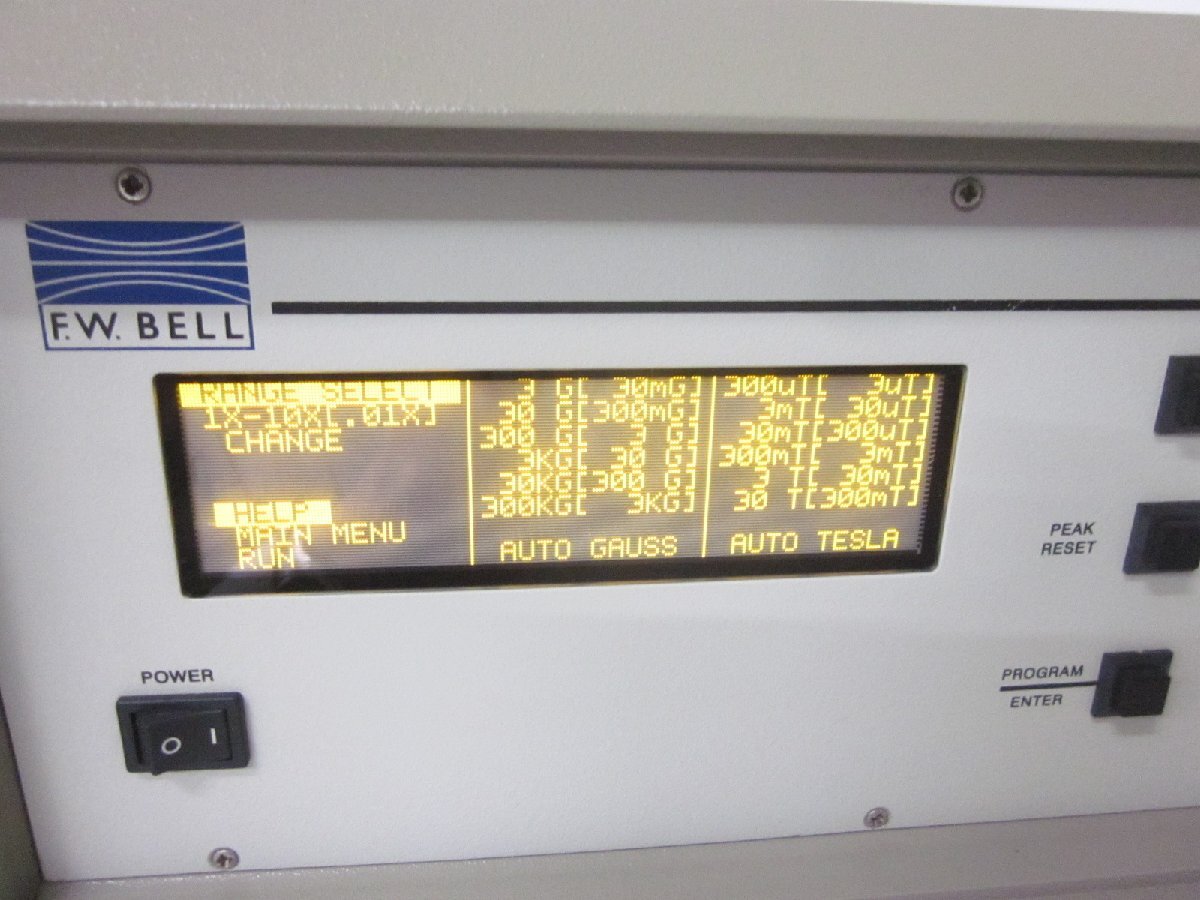 F.W. BELL
RANGE SELECT
1X-10X[.01X]
CHANGE
HELP
MAIN MENU
RUN
3 G[ 30mG]
30 G[300mG]
300 G[ 3 G]
3KG[ 30 G]
30KG[300 G]
300KG[ 3KG]
AUTO GAUSS
300uT[ 3uT]
3mT[ 30uT]
30mT[300uT]
300mT[ 3mT]
3 T[ 30mT]
30 T[300mT]
AUTO TESLA
PEAK
RESET
PROGRAM
ENTER
POWER
O I